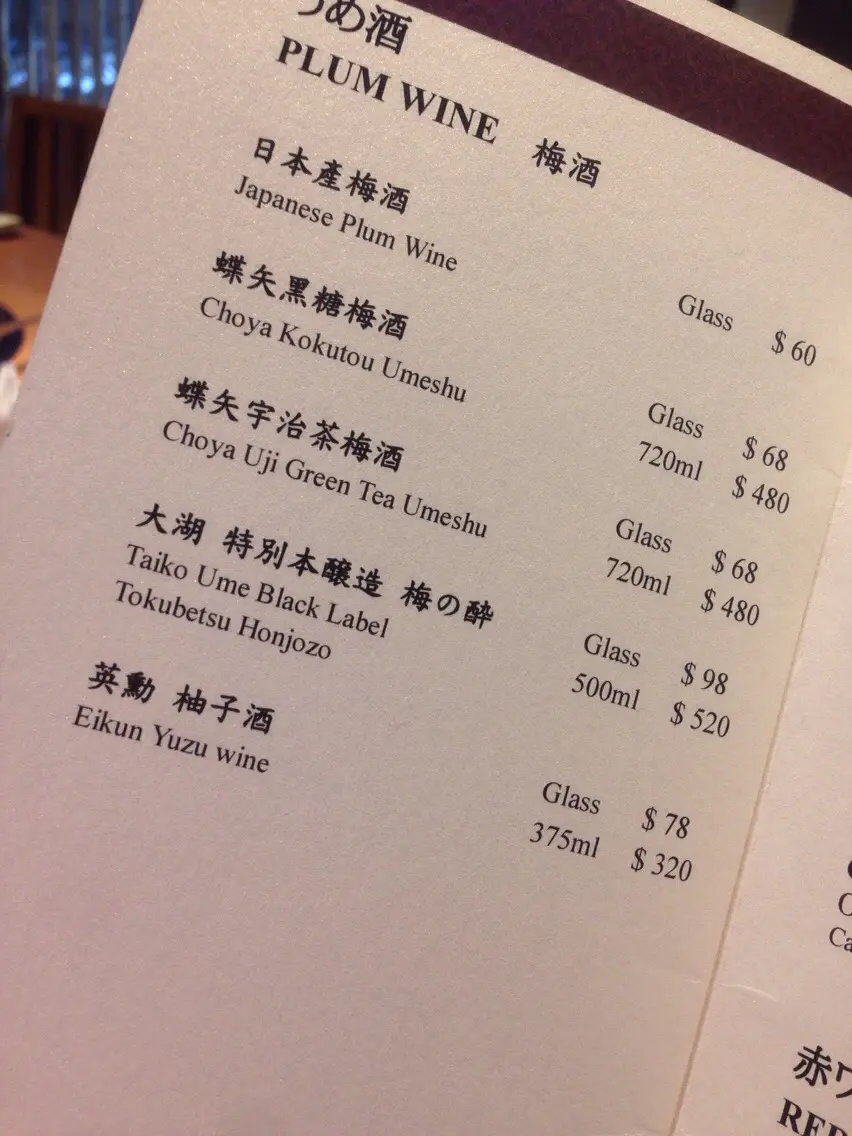 うめ酒
PLUM WINE 梅酒
日本產梅酒
Japanese Plum Wine
Glass $ 60
蝶矢黑糖梅酒
Choya Kokutou Umeshu
Glass $ 68
720ml $ 480
蝶矢宇治茶梅酒
Choya Uji Green Tea Umeshu
Glass $ 68
720ml $ 480
大湖 特別本釀造 梅の酔
Taiko Ume Black Label
Tokubetsu Honjozo
Glass $ 98
500ml $ 520
英勳 柚子酒
Eikun Yuzu wine
Glass $ 78
375ml $ 320
赤ワ